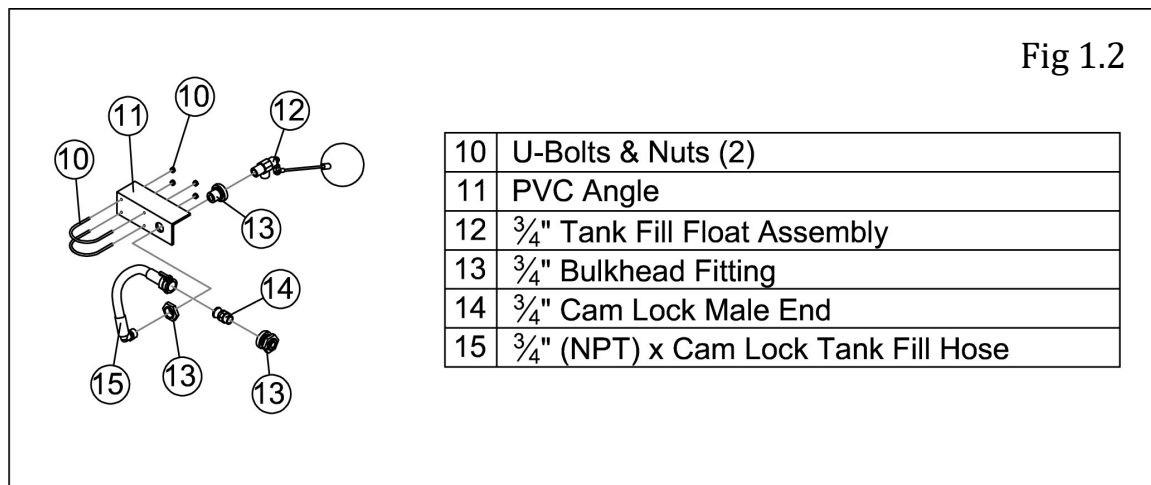 Fig 1.2
10
11
12
10
13
14
15
13
13
10 U-Bolts & Nuts (2)
11 PVC Angle
12 ¾" Tank Fill Float Assembly
13 ¾" Bulkhead Fitting
14 ¾" Cam Lock Male End
15 ¾" (NPT) x Cam Lock Tank Fill Hose